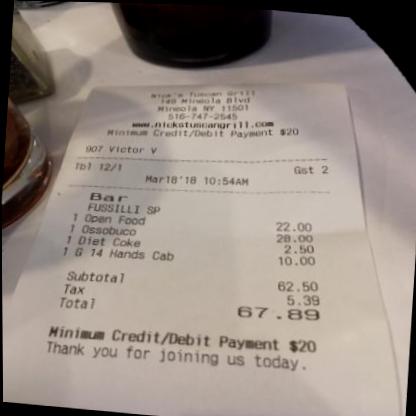 Nick's Tuscan Grill
149 Mineola Blvd
Mineola NY 11501
516-747-2545
www.nickstuscangrill.com
Minimum Credit/Debit Payment $20
907 Victor V
Tbl 12/1 Gst 2
Mar18'18 10:54AM
Bar
FUSSILLI SP
1 Open Food 22.00
1 Ossobuco 28.00
1 Diet Coke 2.50
1 G 14 Hands Cab 10.00
Subtotal 62.50
Tax 5.39
Total 67.89
Minimum Credit/Debit Payment $20
Thank you for joining us today.